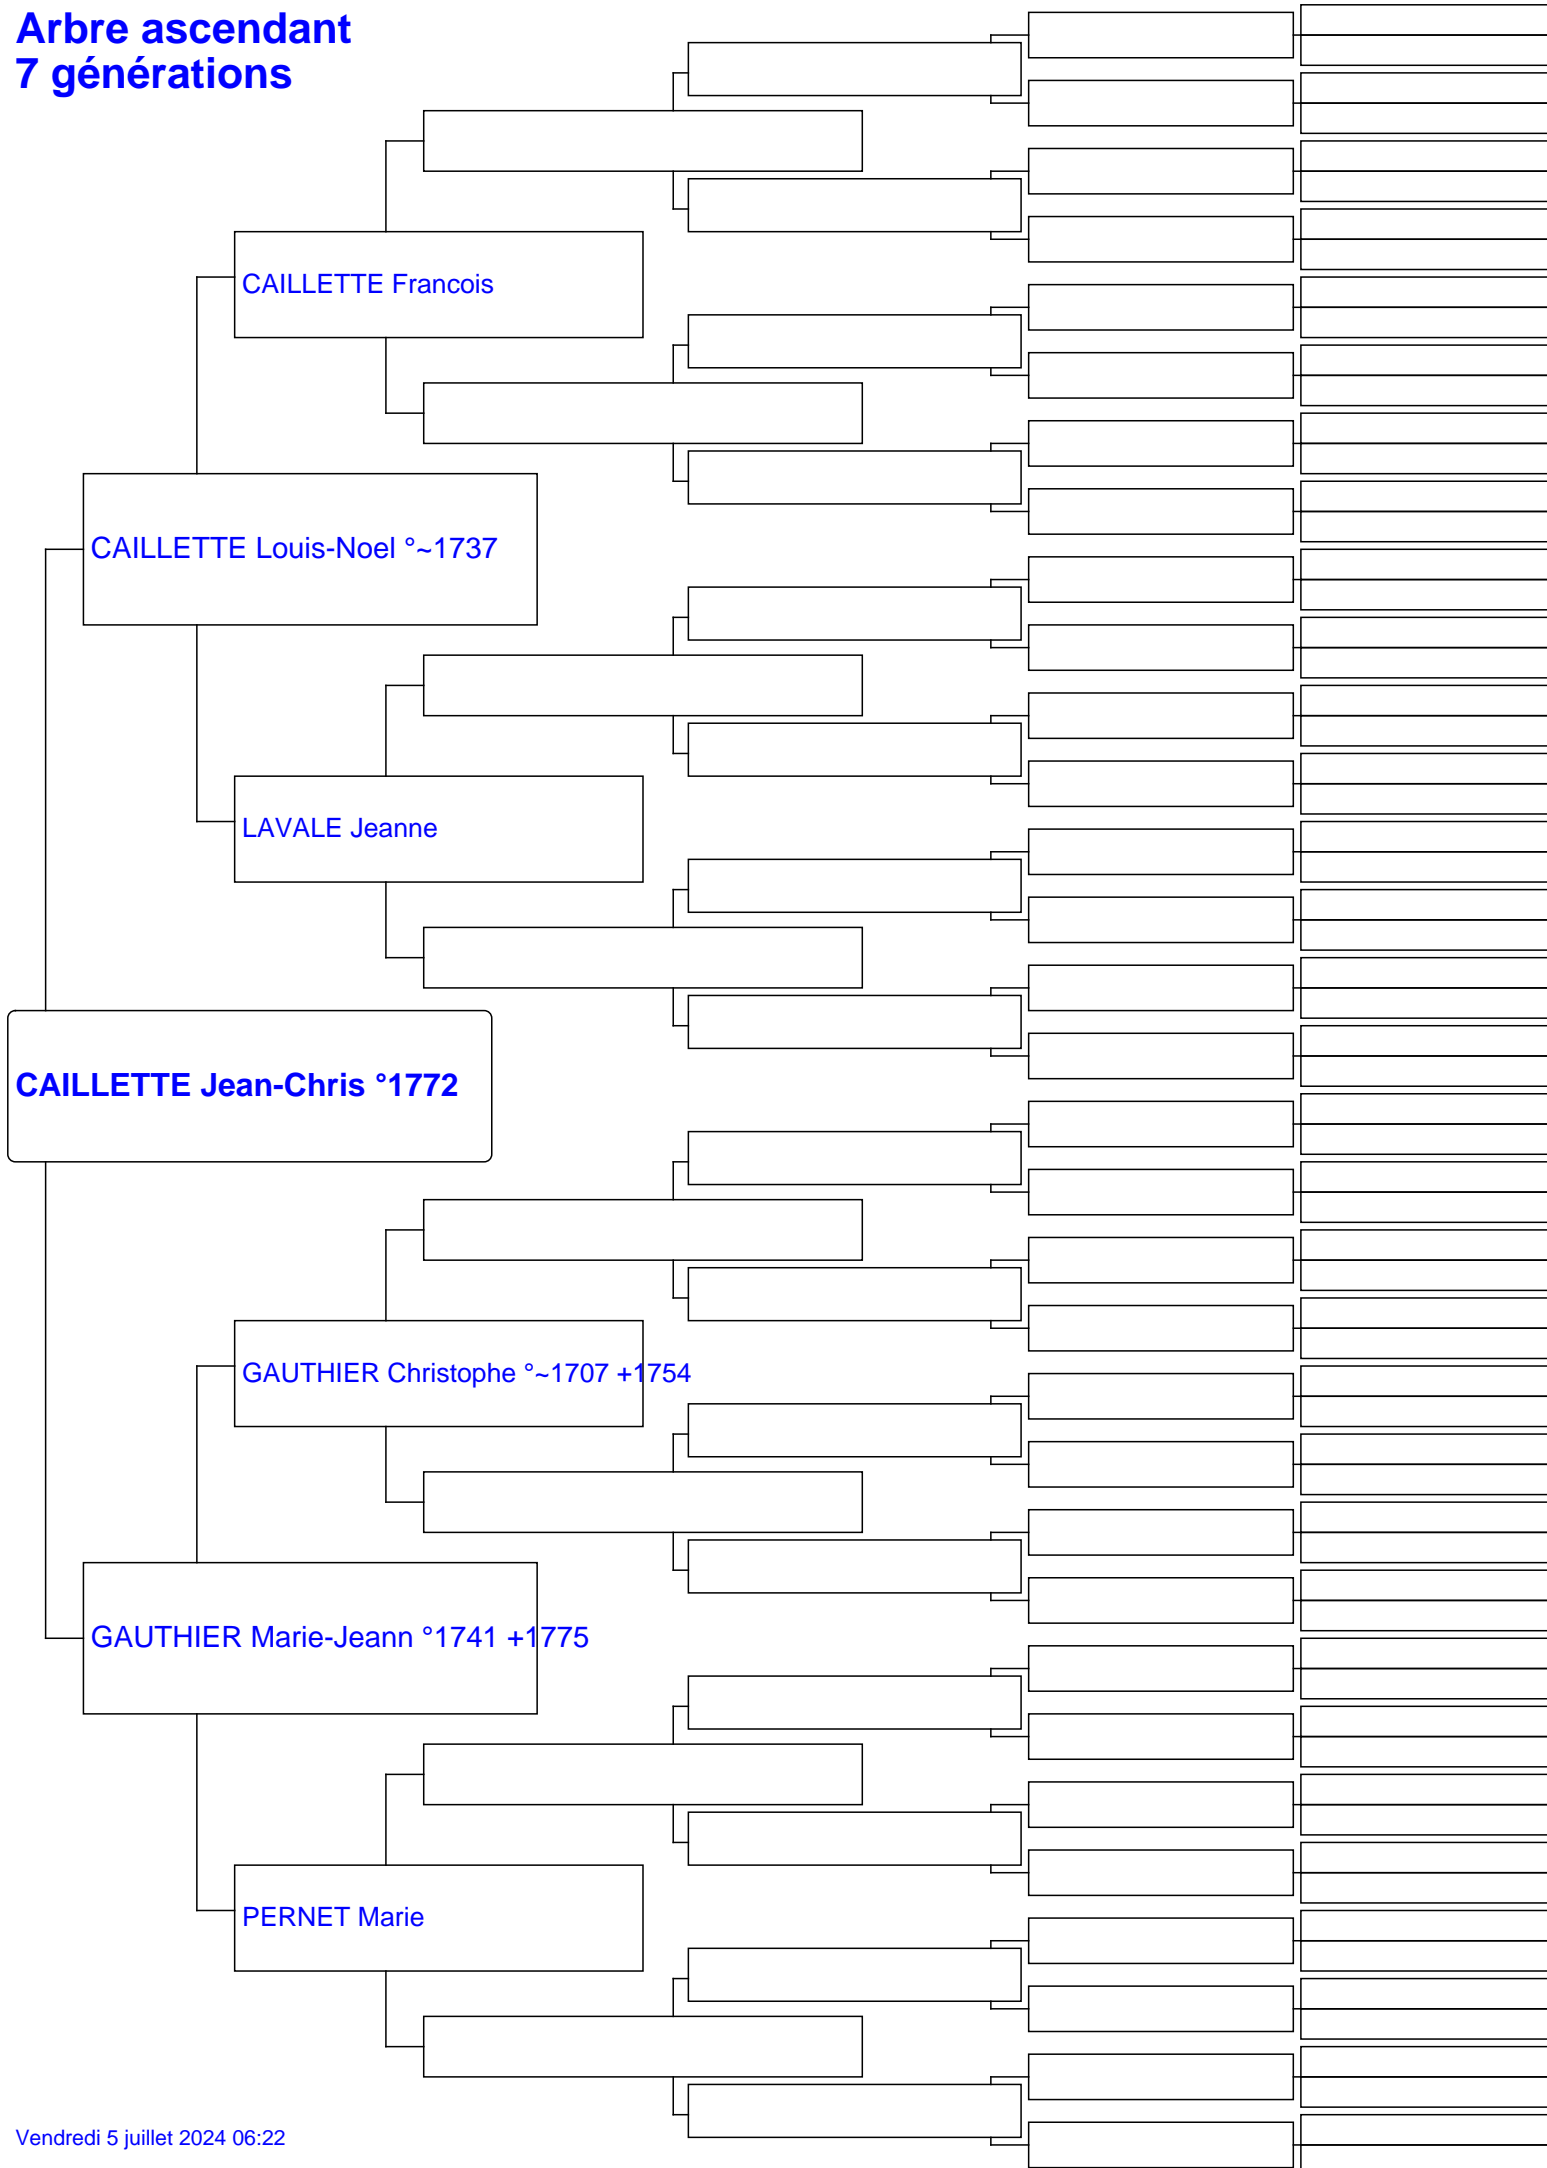 Arbre ascendant
7 générations
CAILLETTE Francois
CAILLETTE Louis-Noel °~1737
LAVALE Jeanne
CAILLETTE Jean-Chris °1772
GAUTHIER Christophe °~1707 +1754
GAUTHIER Marie-Jeann °1741 +1775
PERNET Marie
Vendredi 5 juillet 2024 06:22